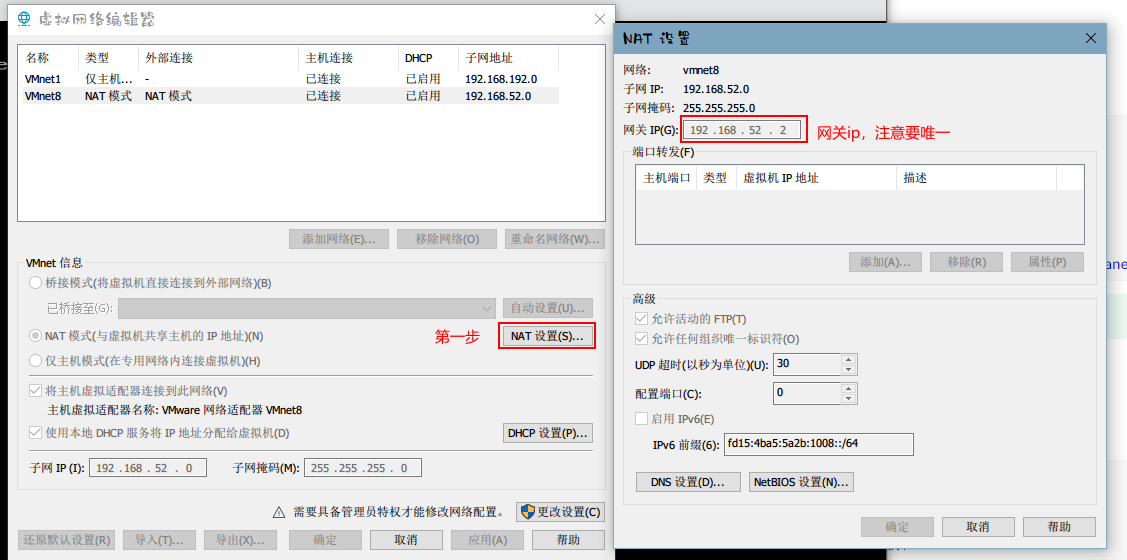 虚拟网络编辑器
名称 类型 外部连接 主机连接 DHCP 子网地址
VMnet1 仅主机... - 已连接 已启用 192.168.192.0
VMnet8 NAT 模式 NAT 模式 已连接 已启用 192.168.52.0
添加网络(E)... 移除网络(O) 重命名网络(W)...
VMnet 信息
桥接模式(将虚拟机直接连接到外部网络)(B)
已桥接至(G): 自动设置(U)...
NAT 模式(与虚拟机共享主机的 IP 地址)(N) 第一步 NAT 设置(S)...
仅主机模式(在专用网络内连接虚拟机)(H)
将主机虚拟适配器连接到此网络(V)
主机虚拟适配器名称: VMware 网络适配器 VMnet8
使用本地 DHCP 服务将 IP 地址分配给虚拟机(D) DHCP 设置(P)...
子网 IP (I): 192 .168 . 52 . 0 子网掩码(M): 255 .255 .255 . 0
需要具备管理员特权才能修改网络配置。 更改设置(C)
还原默认设置(R) 导入(T)... 导出(X)... 确定 取消 应用(A) 帮助
NAT 设置
网络: vmnet8
子网 IP: 192.168.52.0
子网掩码: 255.255.255.0
网关 IP(G): 192 .168 . 52 . 2 网关ip，注意要唯一
端口转发(F)
主机端口 类型 虚拟机 IP 地址 描述
添加(A)... 移除(R) 属性(P)
高级
允许活动的 FTP(T)
允许任何组织唯一标识符(O)
UDP 超时(以秒为单位)(U): 30
配置端口(C): 0
启用 IPv6(E)
IPv6 前缀(6): fd15:4ba5:5a2b:1008::/64
DNS 设置(D)... NetBIOS 设置(N)...
确定 取消 帮助